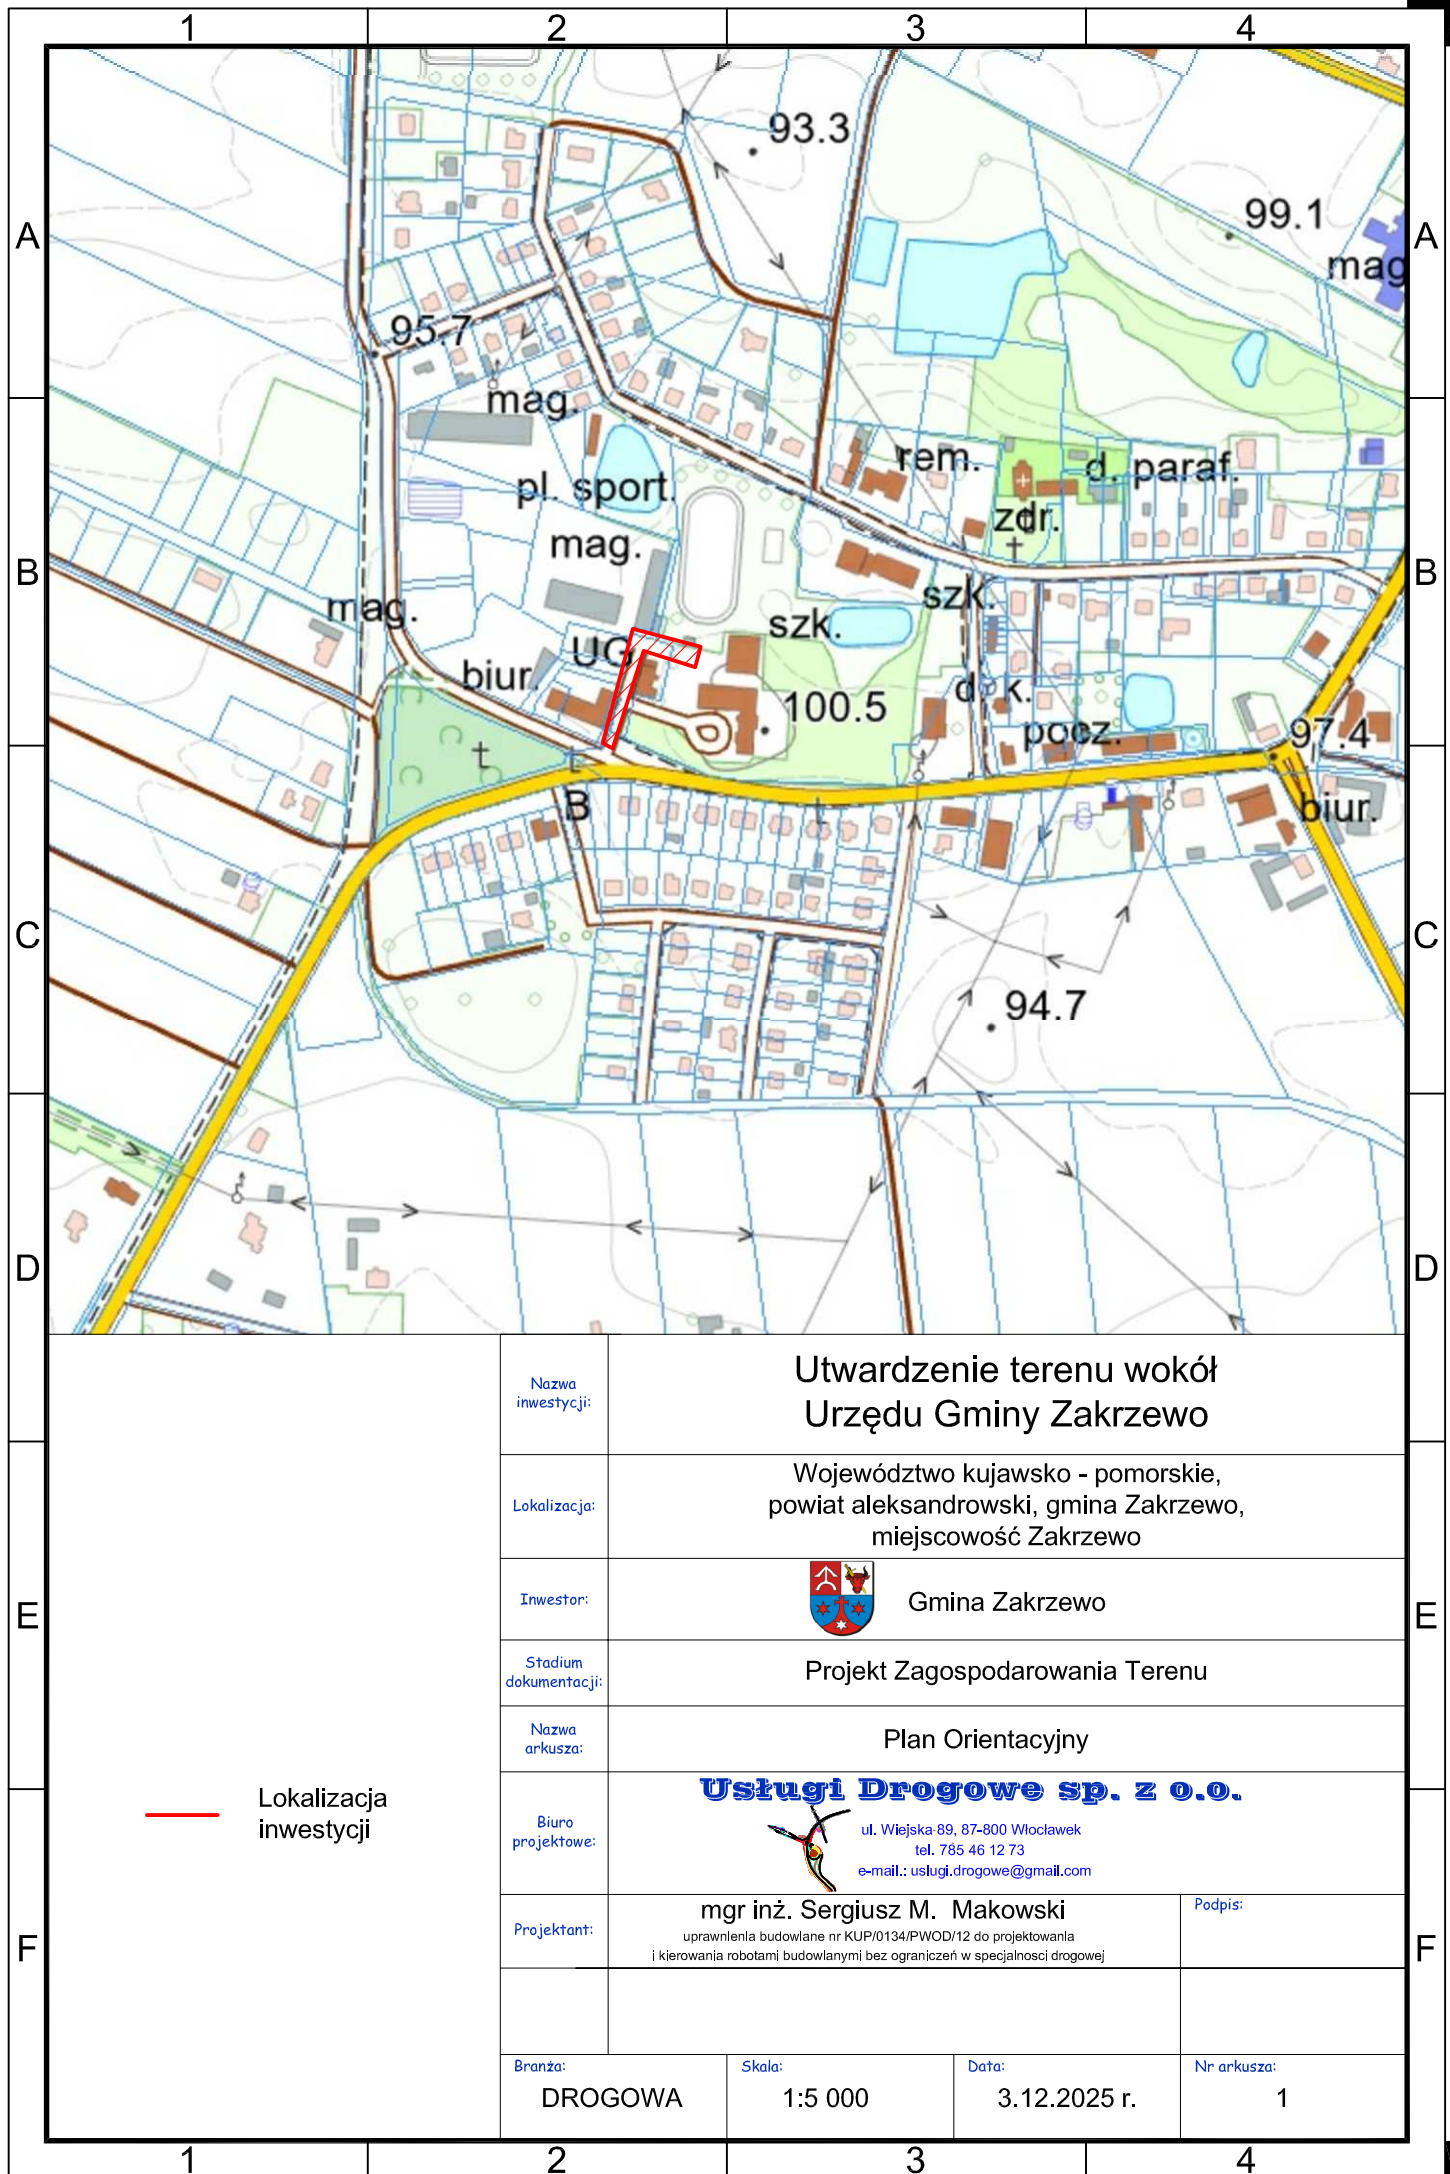 1 2 3 4
93.3
99.1
A A
mag
95.7
mag.
rem.
d. paraf.
pl. sport.
zdr.
mag.
B B
szk.
mag.
szk.
UG
biur.
d. k.
100.5
pocz.
97.4
B
biur.
C C
94.7
D D
Nazwa
inwestycji:
Utwardzenie terenu wokół
Urzędu Gminy Zakrzewo
Lokalizacja:
Województwo kujawsko - pomorskie,
powiat aleksandrowski, gmina Zakrzewo,
miejscowość Zakrzewo
E E
Inwestor:
Gmina Zakrzewo
Stadium
dokumentacji:
Projekt Zagospodarowania Terenu
Nazwa
arkusza:
Plan Orientacyjny
Lokalizacja
inwestycji
Biuro
projektowe:
Usługi Drogowe sp. z o.o.
ul. Wiejska 89, 87-800 Włocławek
tel. 785 46 12 73
e-mail.: uslugi.drogowe@gmail.com
F F
Projektant:
mgr inż. Sergiusz M. Makowski
uprawnienia budowlane nr KUP/0134/PWOD/12 do projektowania
i kierowania robotami budowlanymi bez ograniczeń w specjalnosci drogowej
Podpis:
Branża:
DROGOWA
Skala:
1:5 000
Data:
3.12.2025 r.
Nr arkusza:
1
1 2 3 4